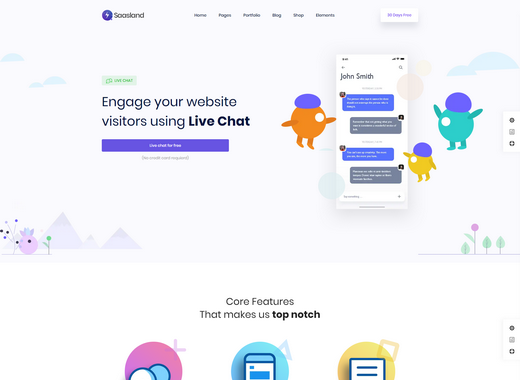 Saasland
Home Pages Portfolio Blog Shop Elements
30 Days Free
LIVE CHAT
Engage your website
visitors using Live Chat
Live chat for free
(No credit card required)
John Smith
Core Features
That makes us top notch